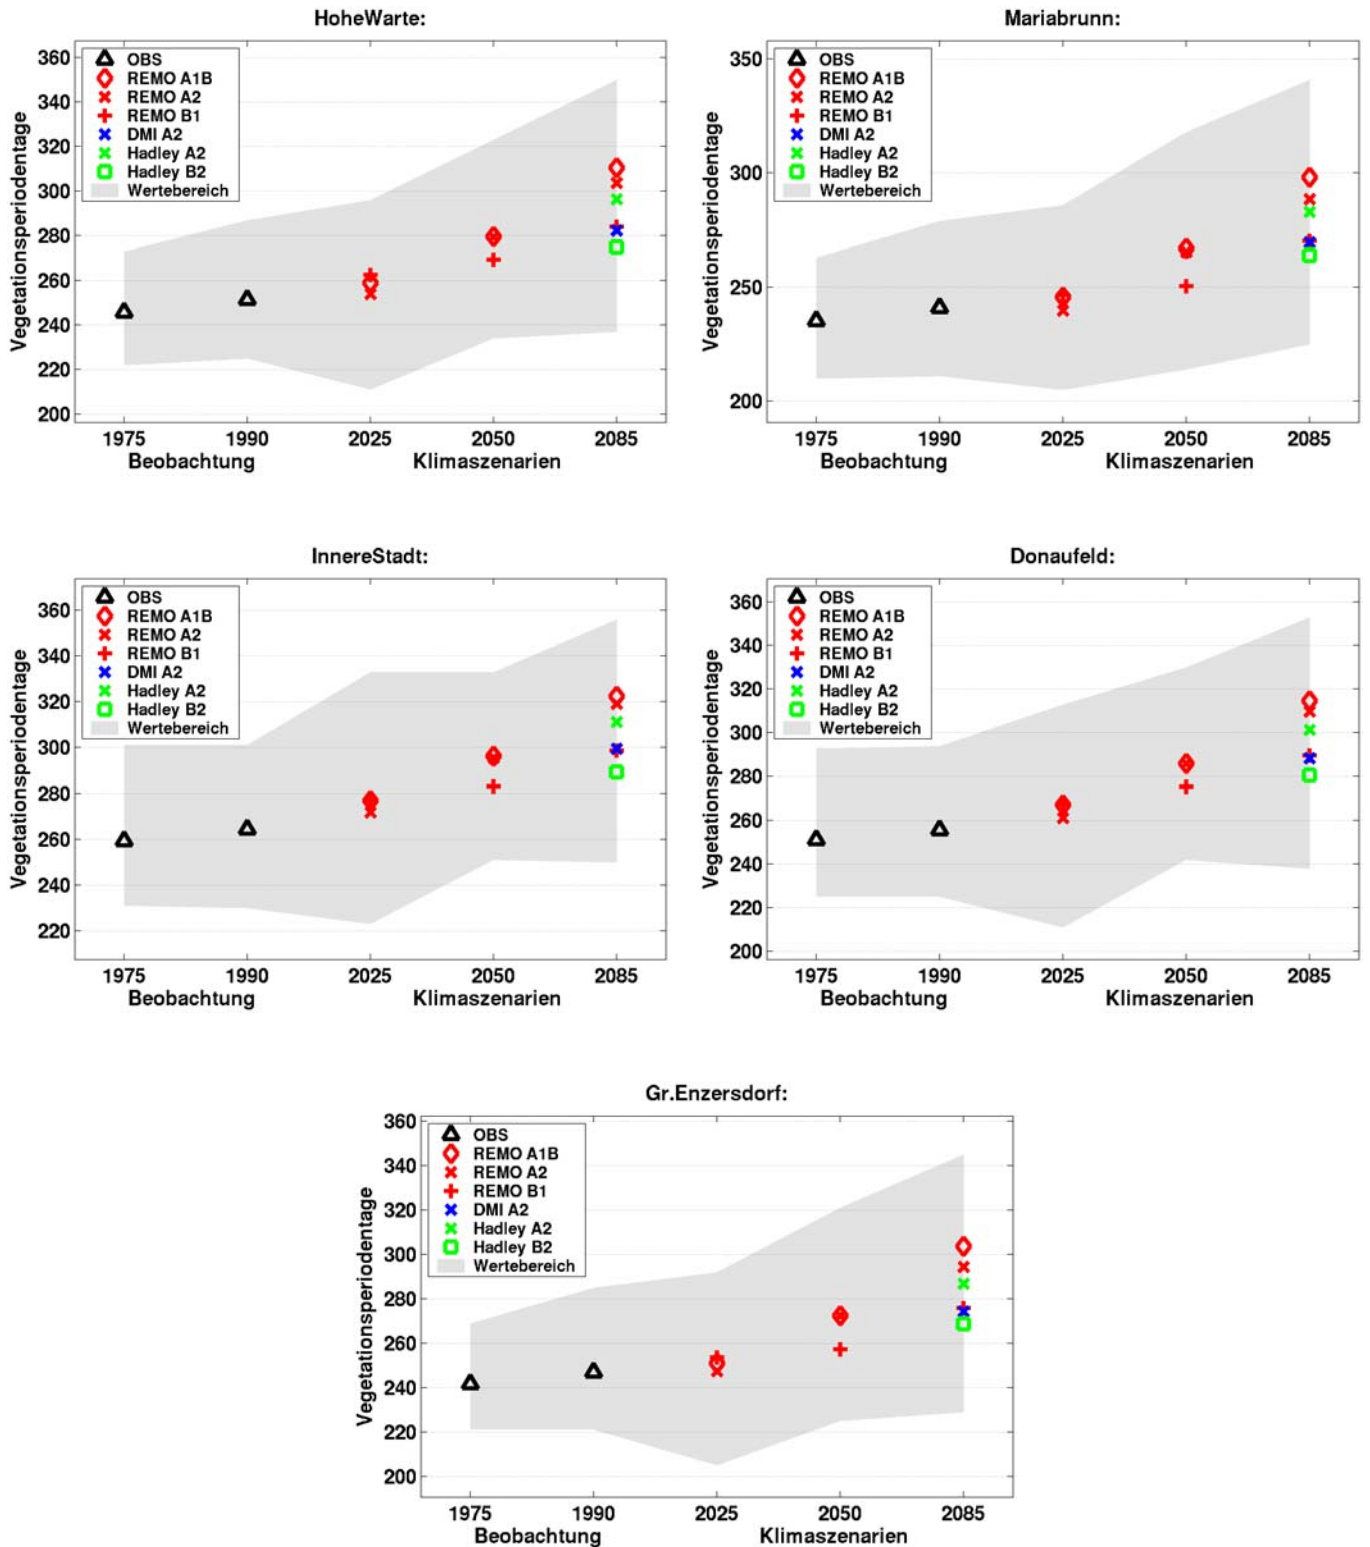 HoheWarte:
Vegetationsperiodentage
360
340
320
300
280
260
240
220
200
OBS
REMO A1B
REMO A2
REMO B1
DMI A2
Hadley A2
Hadley B2
Wertebereich
1975 1990 2025 2050 2085
Beobachtung Klimaszenarien
Mariabrunn:
Vegetationsperiodentage
350
300
250
200
OBS
REMO A1B
REMO A2
REMO B1
DMI A2
Hadley A2
Hadley B2
Wertebereich
1975 1990 2025 2050 2085
Beobachtung Klimaszenarien
InnereStadt:
Vegetationsperiodentage
360
340
320
300
280
260
240
220
OBS
REMO A1B
REMO A2
REMO B1
DMI A2
Hadley A2
Hadley B2
Wertebereich
1975 1990 2025 2050 2085
Beobachtung Klimaszenarien
Donaufeld:
Vegetationsperiodentage
360
340
320
300
280
260
240
220
200
OBS
REMO A1B
REMO A2
REMO B1
DMI A2
Hadley A2
Hadley B2
Wertebereich
1975 1990 2025 2050 2085
Beobachtung Klimaszenarien
Gr.Enzersdorf:
Vegetationsperiodentage
360
340
320
300
280
260
240
220
200
OBS
REMO A1B
REMO A2
REMO B1
DMI A2
Hadley A2
Hadley B2
Wertebereich
1975 1990 2025 2050 2085
Beobachtung Klimaszenarien